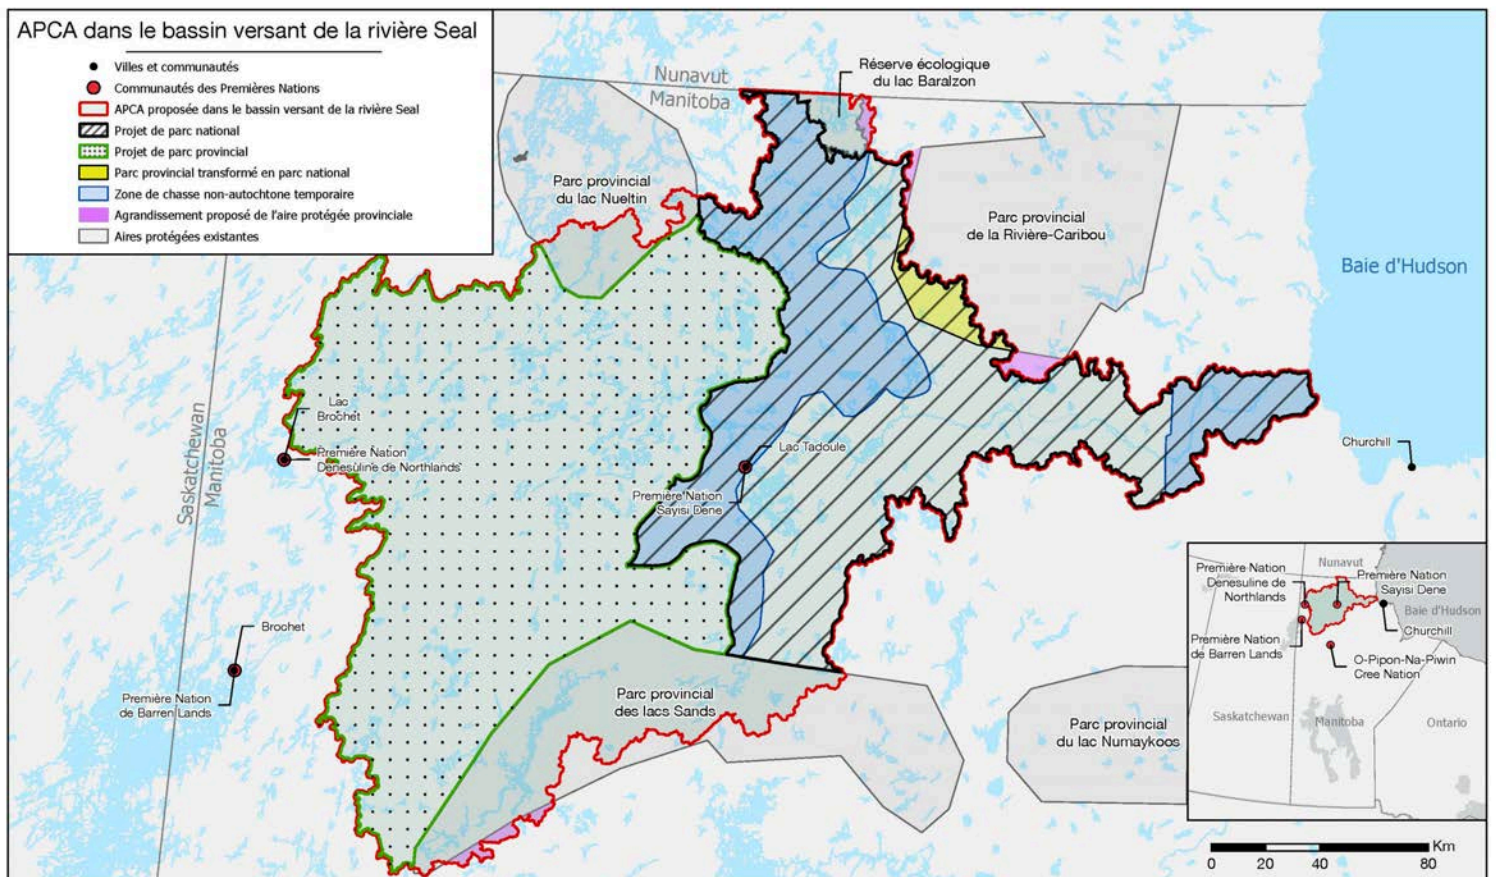 APCA dans le bassin versant de la rivière Seal
Villes et communautés
Communautés des Premières Nations
APCA proposée dans le bassin versant de la rivière Seal
Projet de parc national
Projet de parc provincial
Parc provincial transformé en parc national
Zone de chasse non-autochtone temporaire
Agrandissement proposé de l'aire protégée provinciale
Aires protégées existantes
Nunavut
Manitoba
Réserve écologique
du lac Baralzon
Parc provincial
du lac Nueltin
Parc provincial
de la Rivière-Caribou
Baie d'Hudson
Saskatchewan
Manitoba
Lac
Brochet
Première Nation
Denesuline de Northlands
Lac Tadoule
Première Nation
Sayisi Dene
Churchill
Brochet
Première Nation
de Barren Lands
Parc provincial
des lacs Sands
Parc provincial
du lac Numaykoos
Nunavut
Première Nation
Denesuline de
Northlands
Première Nation
Sayisi Dene
Baie d'Hudson
Churchill
Première Nation
de Barren Lands
O-Pipon-Na-Piwin
Cree Nation
Saskatchewan
Manitoba
Ontario
Km
0 20 40 80